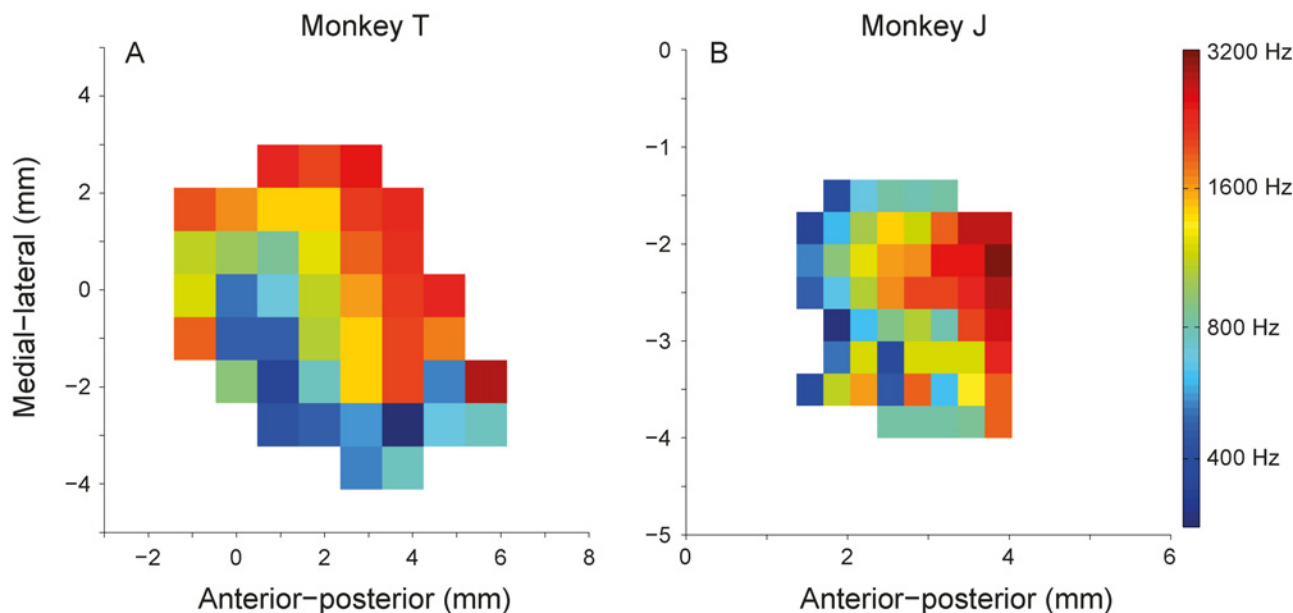 Monkey T
Monkey J
A
B
4
2
0
−2
−4
Medial−lateral (mm)
−2
0
2
4
6
8
Anterior−posterior (mm)
0
−1
−2
−3
−4
−5
0
2
4
6
Anterior−posterior (mm)
3200 Hz
1600 Hz
800 Hz
400 Hz